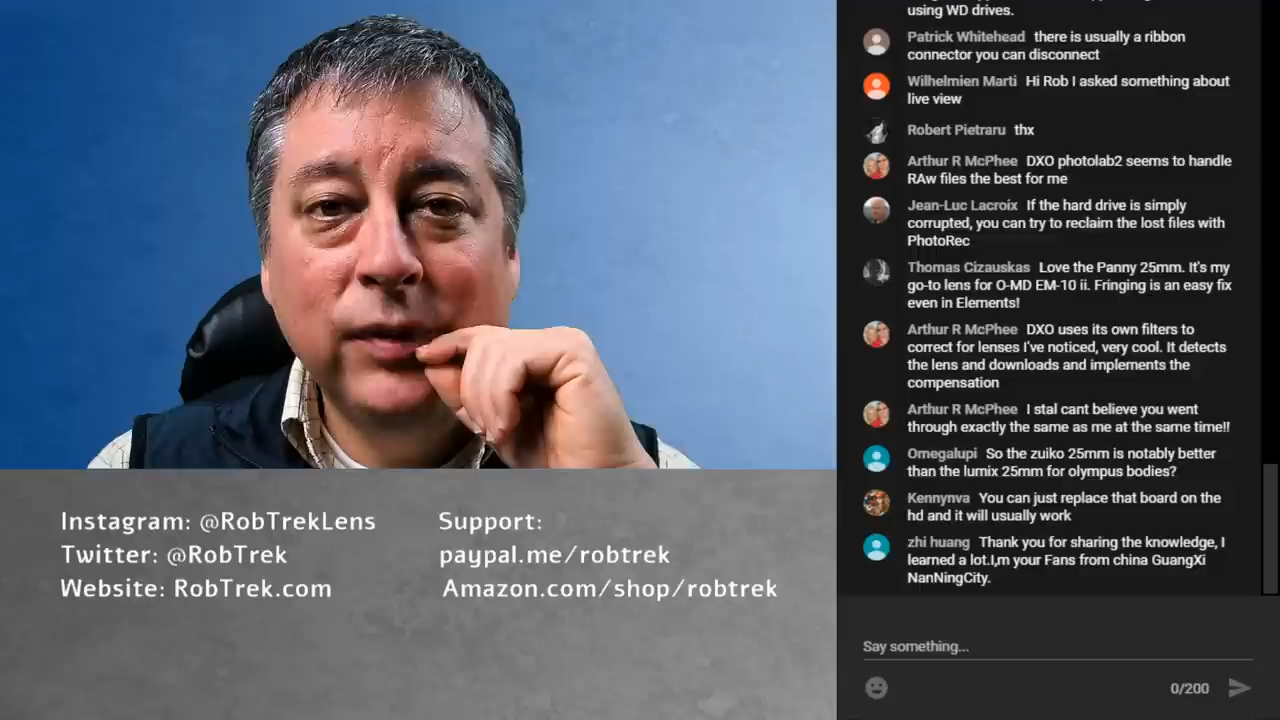 Instagram: @RobTrekLens
Twitter: @RobTrek
Website: RobTrek.com
Support:
paypal.me/robtrek
Amazon.com/shop/robtrek
using WD drives.
Patrick Whitehead there is usually a ribbon
connector you can disconnect
Wilhelmien Marti Hi Rob I asked something about
live view
Robert Pietraru thx
Arthur R McPhee DXO photolab2 seems to handle
RAw files the best for me
Jean-Luc Lacroix If the hard drive is simply
corrupted, you can try to reclaim the lost files with
PhotoRec
Thomas Cizauskas Love the Panny 25mm. It's my
go-to lens for O-MD EM-10 ii. Fringing is an easy fix
even in Elements!
Arthur R McPhee DXO uses its own filters to
correct for lenses I've noticed, very cool. It detects
the lens and downloads and implements the
compensation
Arthur R McPhee I stal cant believe you went
through exactly the same as me at the same time!!
Omegalupi So the zuiko 25mm is notably better
than the lumix 25mm for olympus bodies?
Kennynva You can just replace that board on the
hd and it will usually work
zhi huang Thank you for sharing the knowledge, I
learned a lot.I,m your Fans from china GuangXi
NanNingCity.
Say something...
0/200